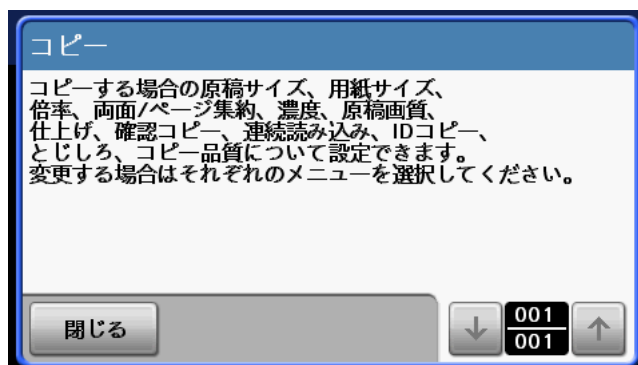 コピー
コピーする場合の原稿サイズ、用紙サイズ、
倍率、両面/ページ集約、濃度、原稿画質、
仕上げ、確認コピー、連続読み込み、IDコピー、
とじしろ、コピー品質について設定できます。
変更する場合はそれぞれのメニューを選択してください。
閉じる
001
001